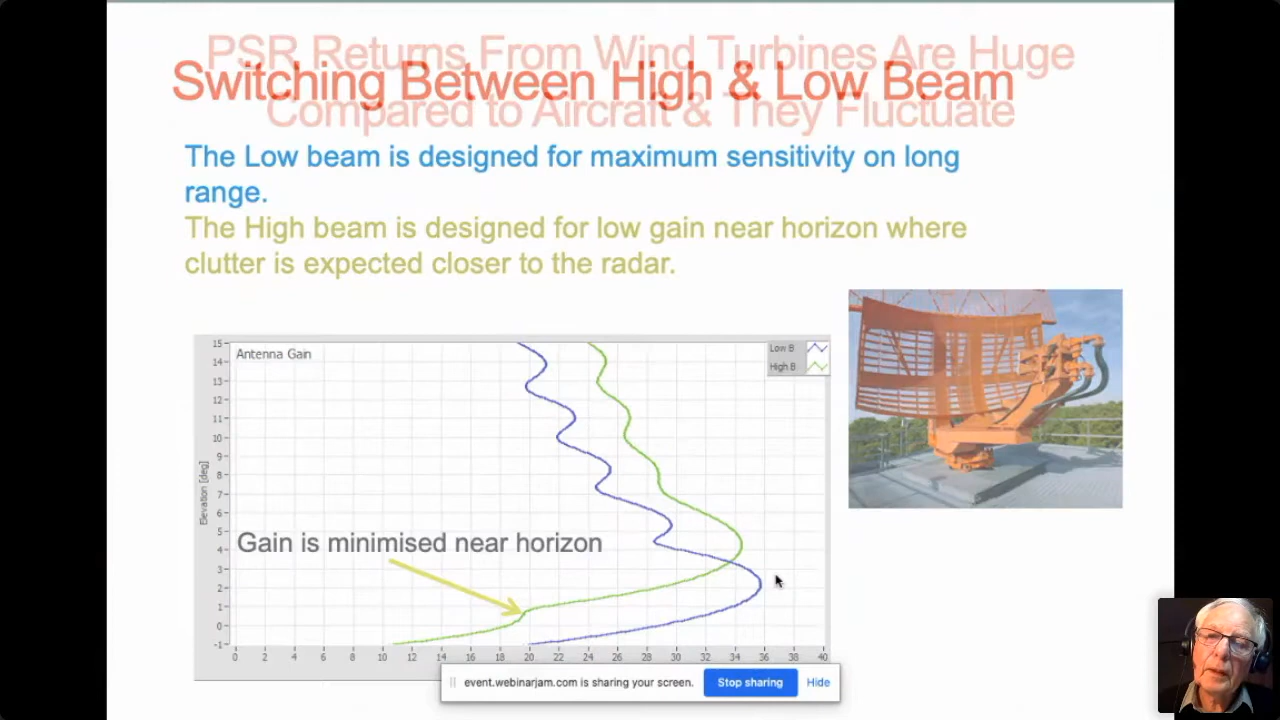 PSR Returns From Wind Turbines Are Huge
Switching Between High & Low Beam
Compared to Aircraft & They Fluctuate
The Low beam is designed for maximum sensitivity on long
range.
The High beam is designed for low gain near horizon where
clutter is expected closer to the radar.
Antenna Gain
Low B
High B
Elevation [deg]
15
14
13
12
11
10
9
8
7
6
5
4
3
2
1
0
-1
Gain is minimised near horizon
0 2 4 6 8 10 12 14 16 18 20 22 24 26 28 30 32 34 36 38 40
event.webinarjam.com is sharing your screen.
Stop sharing
Hide